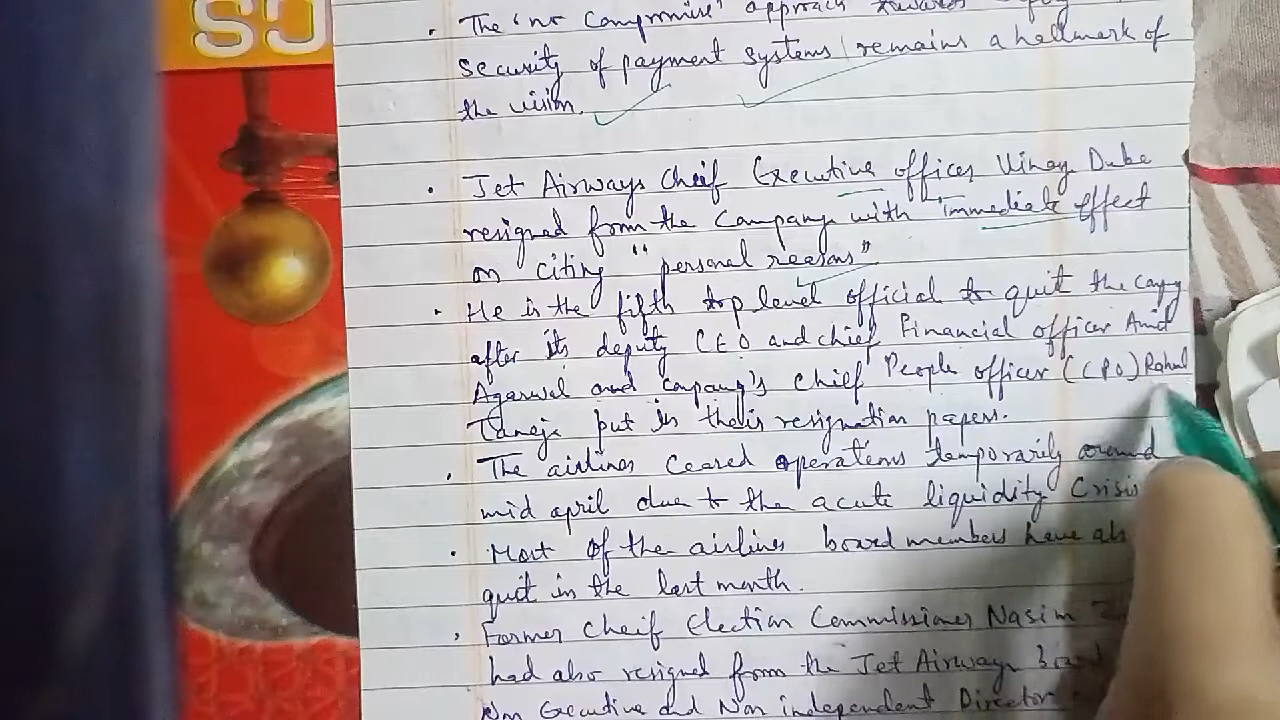 SJ
• The 'no compromise' approach towards
security of payment systems remains a hallmark of
the vision.
• Jet Airways Cheif Executive officer Vinay Dube
resigned from the Company with immediate effect
on citing "personal reasons"
• He is the fifth top level official to quit the
after its deputy CEO and chief Financial officer Amit
Agarwal and company's Chief People officer (CPO) Rahul
Taneja put in their resignation papers.
• The airlines ceared operations temporarily around
mid april due to the acute liquidity Crisis
• Most of the airlines board members have
quit in the last month.
• Former Cheif Election Commissioner Nasim
had also resigned from the Jet Airways
Non Executive and Non independent Director